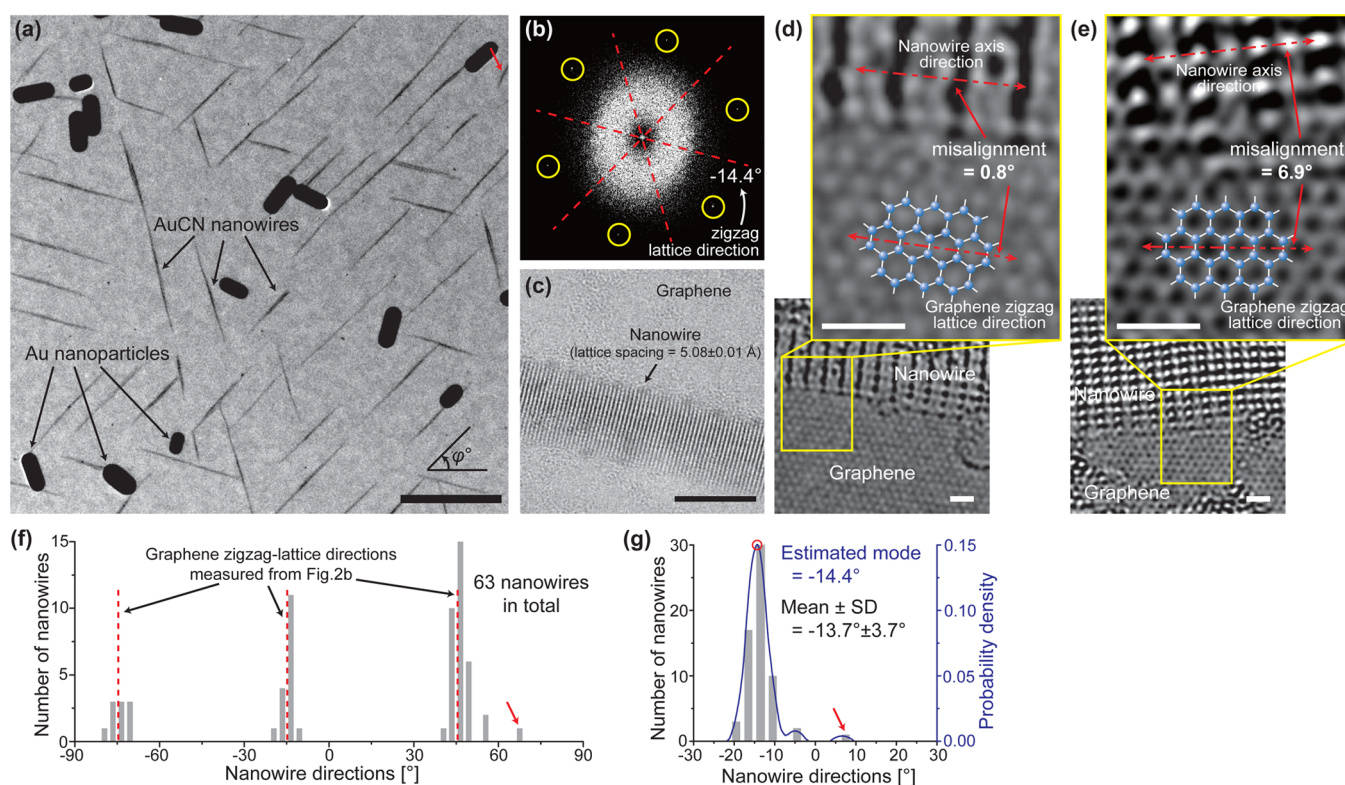 (a)
AuCN nanowires
Au nanoparticles
φ°
(b)
-14.4°
zigzag
lattice direction
(c)
Graphene
Nanowire
(lattice spacing = 5.08±0.01 Å)
(d)
Nanowire axis
direction
misalignment
= 0.8°
Graphene zigzag
lattice direction
Nanowire
Graphene
(e)
Nanowire axis
direction
misalignment
= 6.9°
Graphene zigzag
lattice direction
Nanowire
Graphene
(f)
Number of nanowires
15
10
5
0
Graphene zigzag-lattice directions
measured from Fig.2b
63 nanowires
in total
-90 -60 -30 0 30 60 90
Nanowire directions [°]
(g)
Number of nanowires
30
20
10
0
Estimated mode
= -14.4°
Mean ± SD
= -13.7°±3.7°
0.15
0.10
0.05
0.00
Probability density
-30 -20 -10 0 10 20 30
Nanowire directions [°]